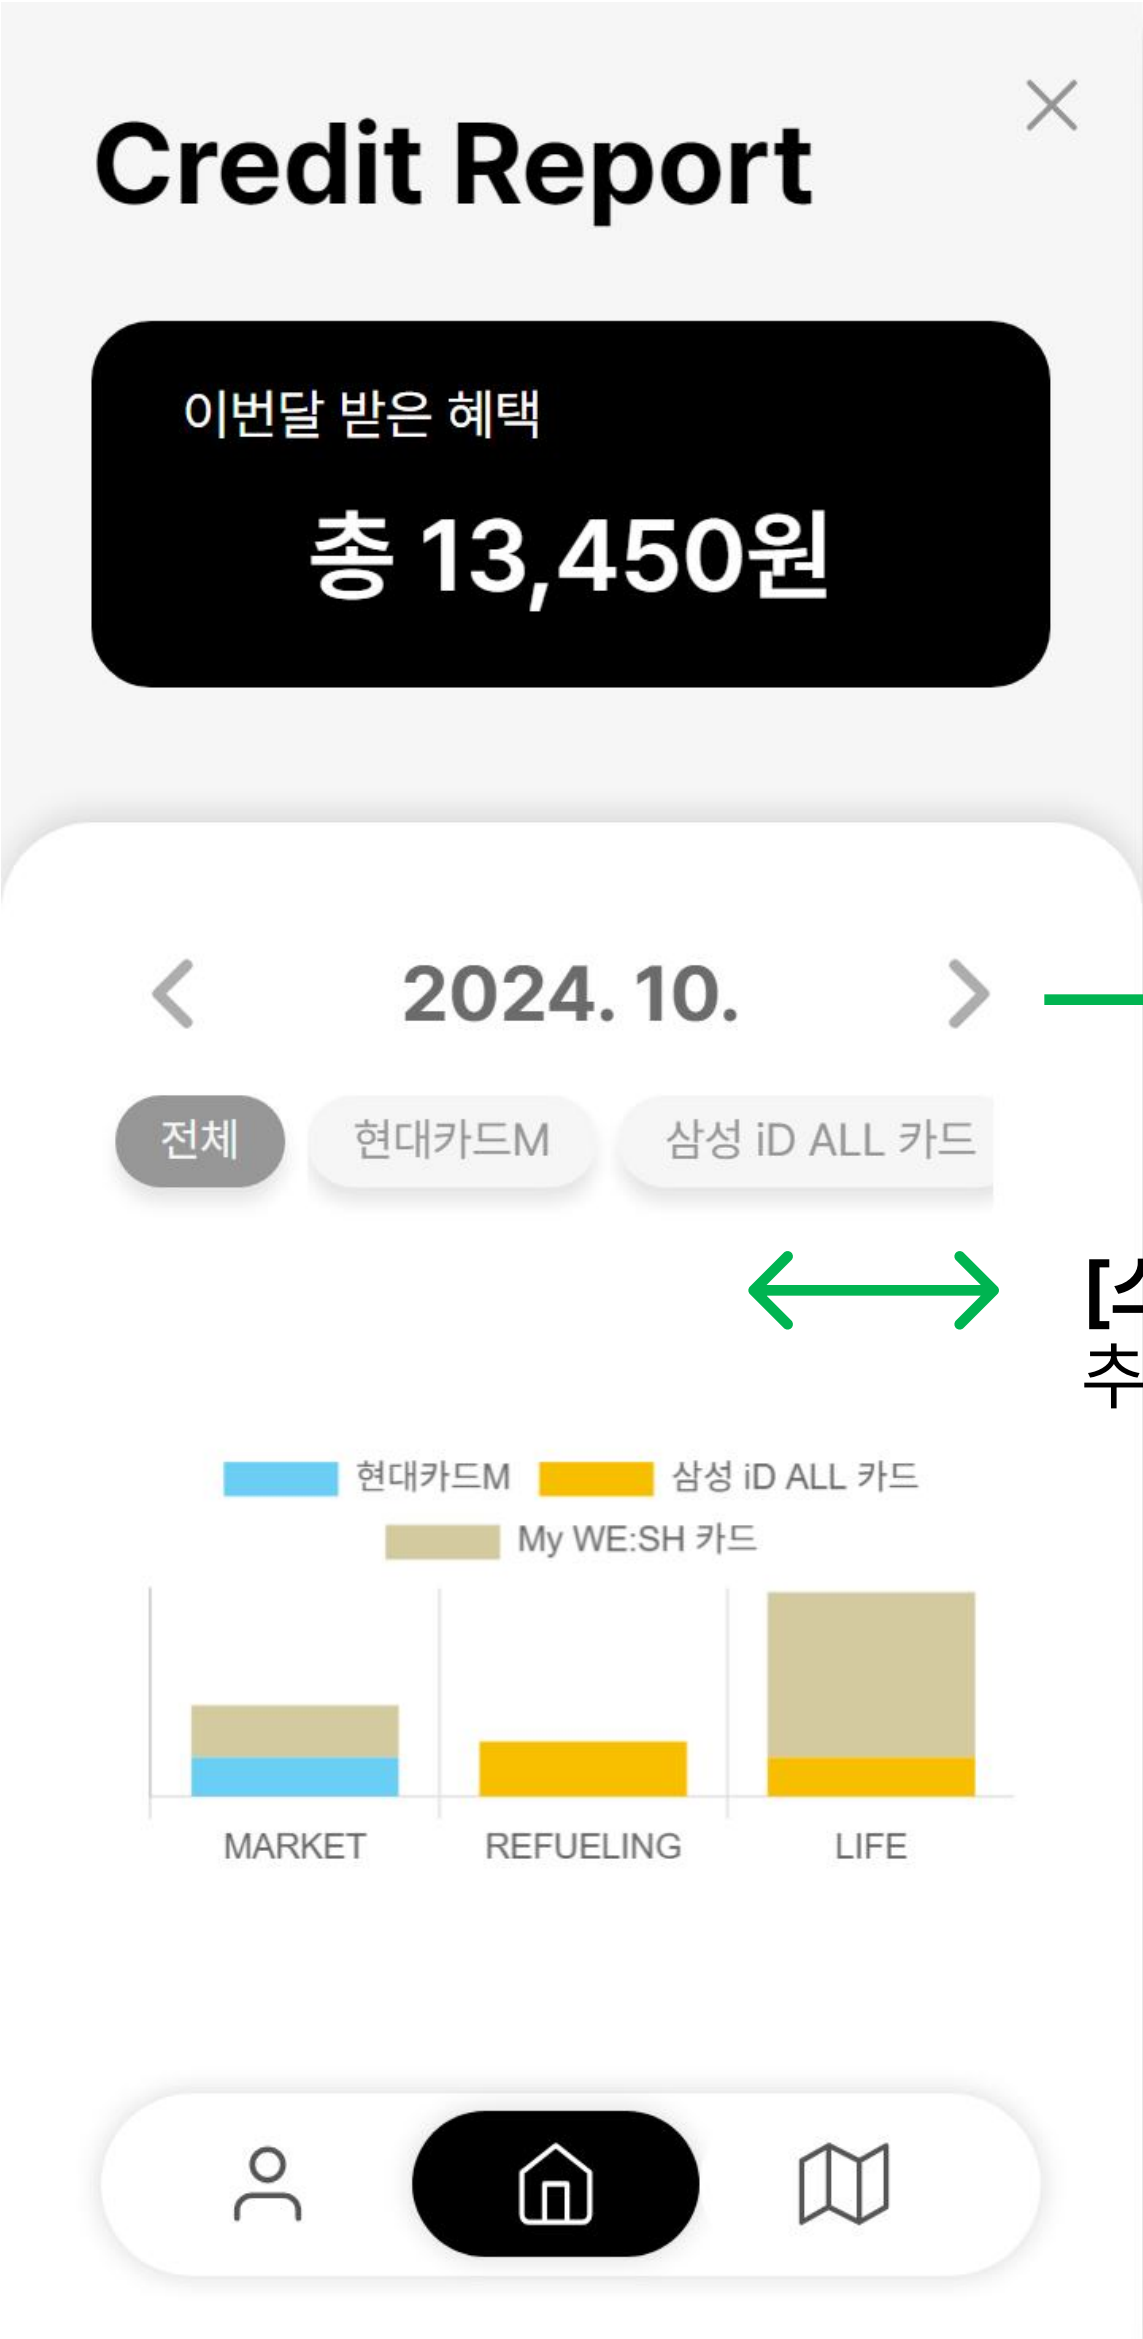 Credit Report
이번달 받은 혜택
총 13,450원
2024. 10.
전체 현대카드M 삼성 iD ALL 카드
현대카드M 삼성 iD ALL 카드
My WE:SH 카드
MARKET REFUELING LIFE